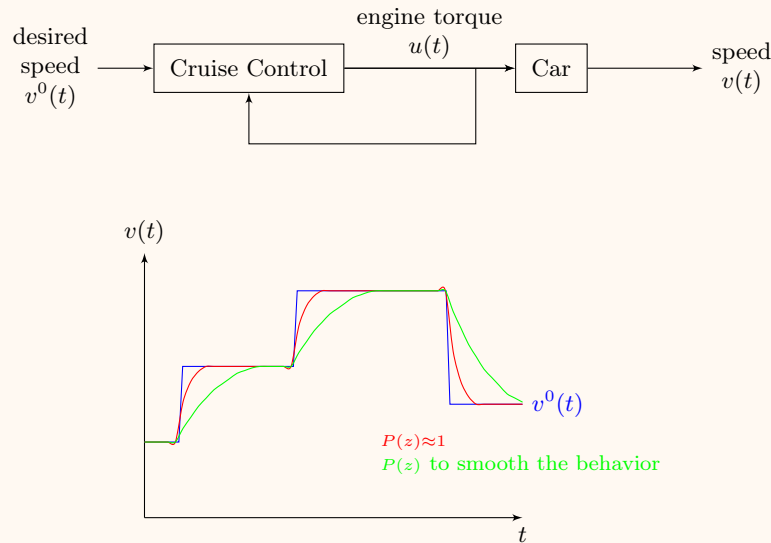 desired
speed
v⁰(t)
Cruise Control
engine torque
u(t)
Car
speed
v(t)
v(t)
v⁰(t)
P(z)≈1
P(z) to smooth the behavior
t